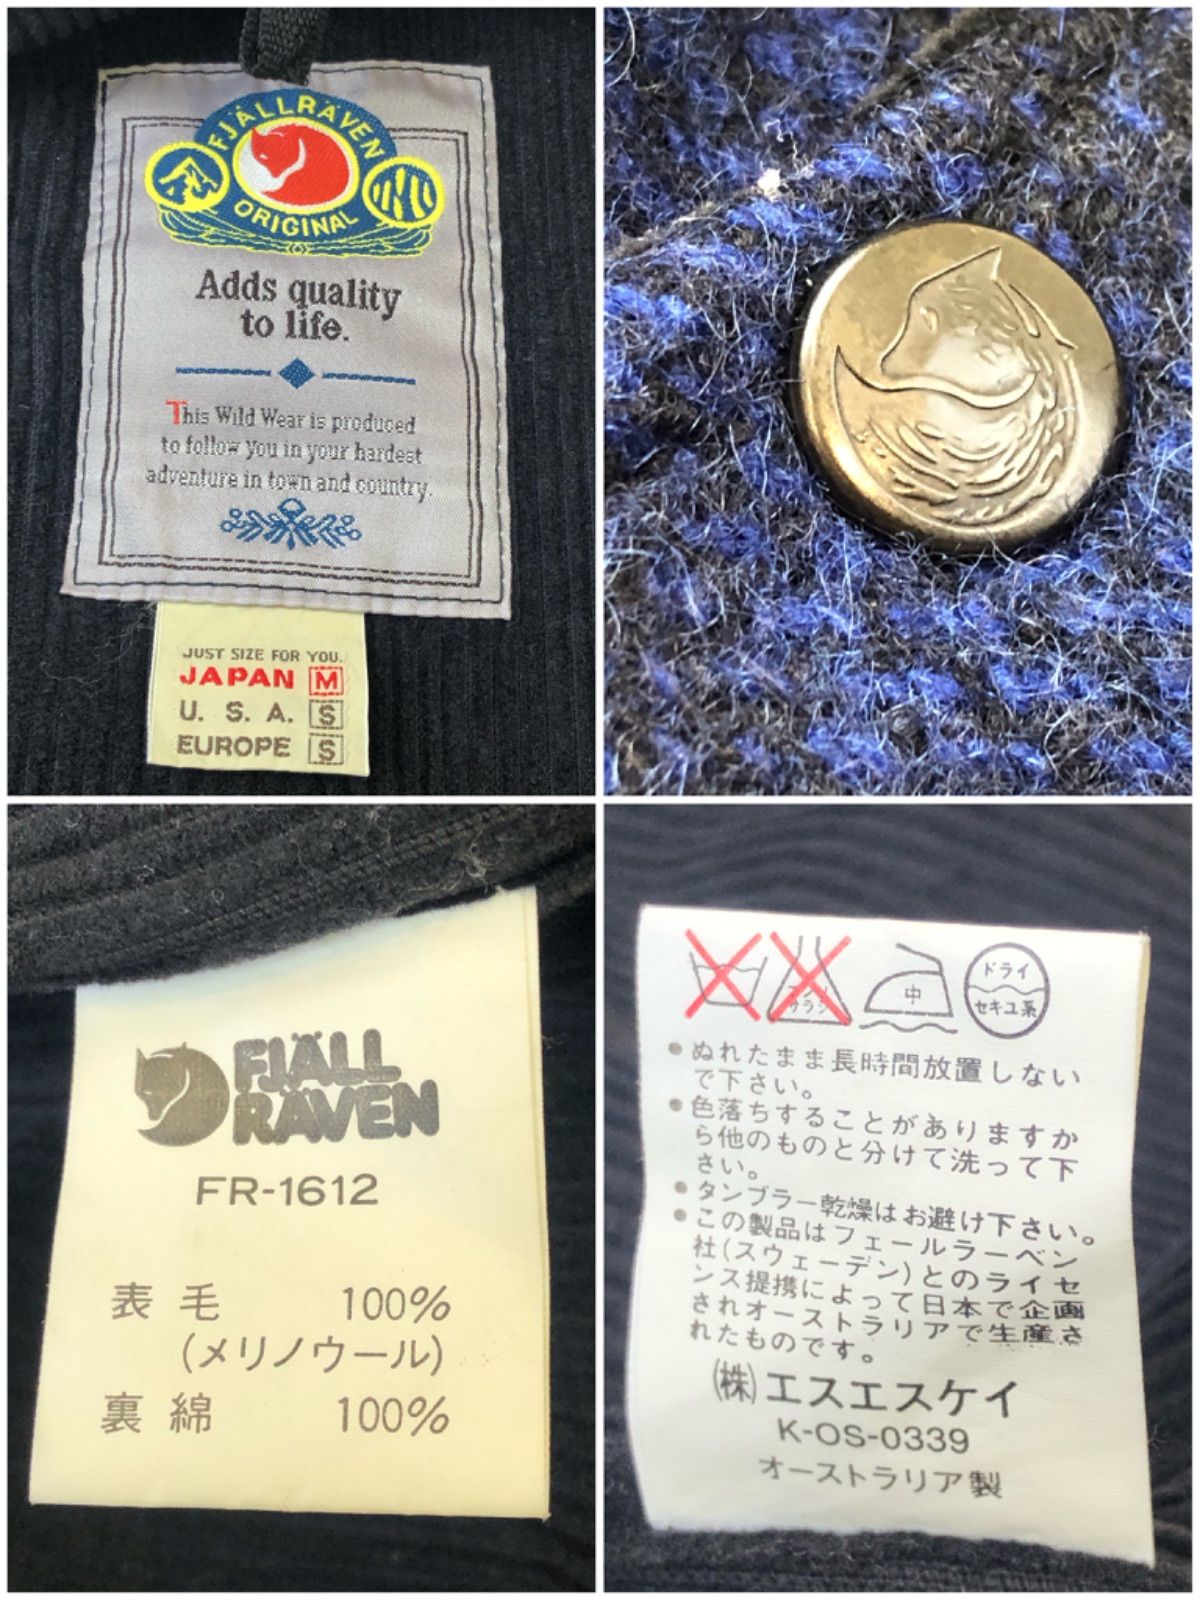 FJÄLLRÄVEN
ORIGINAL
Adds quality
to life.
This Wild Wear is produced
to follow you in your hardest
adventure in town and country.
JUST SIZE FOR YOU.
JAPAN M
U. S. A. S
EUROPE S
FJÄLL
RÄVEN
FR-1612
表 毛 100%
(メリノウール)
裏 綿 100%
エンソ
サラシ
中
ドライ
セキユ系
• ぬれたまま長時間放置しない
で下さい。
• 色落ちすることがありますか
ら他のものと分けて洗って下
さい。
• タンブラー乾燥はお避け下さい。
• この製品はフェールラーベン
社(スウェーデン)とのライセ
ンス提携によって日本で企画
されオーストラリアで生産さ
れたものです。
(株)エスエスケイ
K-OS-0339
オーストラリア製